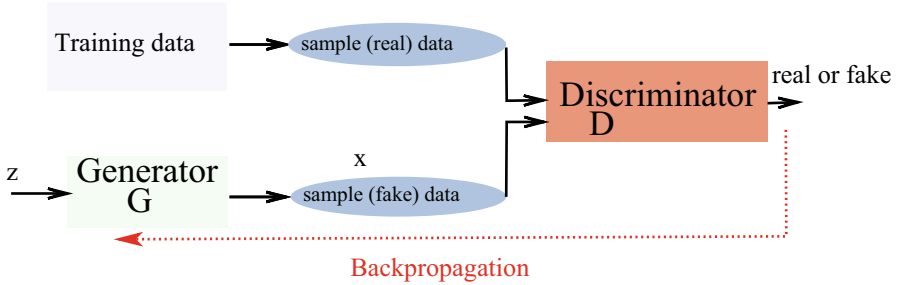 Training data
sample (real) data
Discriminator
D
real or fake
z
Generator
G
x
sample (fake) data
Backpropagation